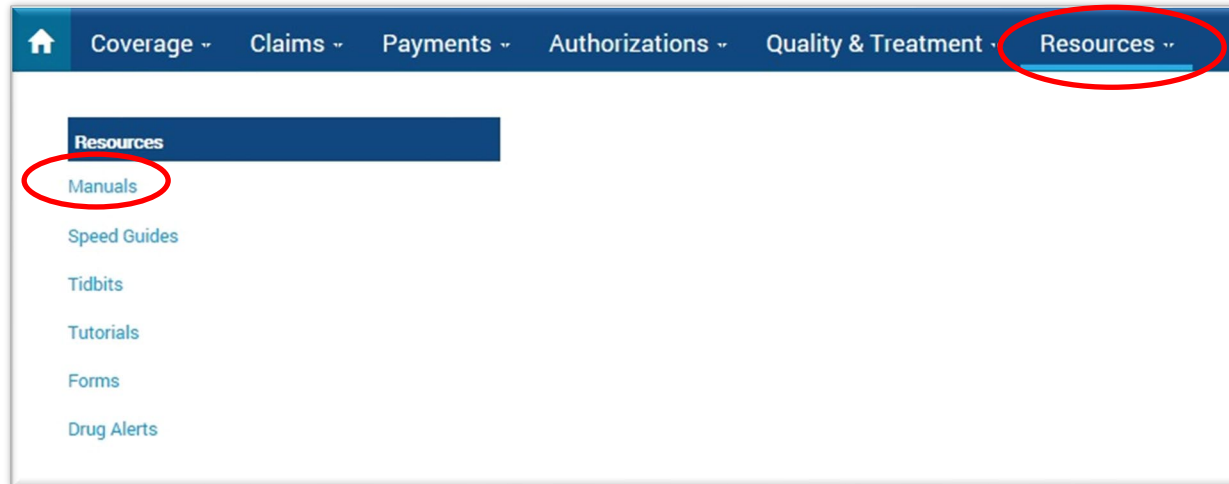 Coverage Claims Payments Authorizations Quality & Treatment Resources
Resources
Manuals
Speed Guides
Tidbits
Tutorials
Forms
Drug Alerts